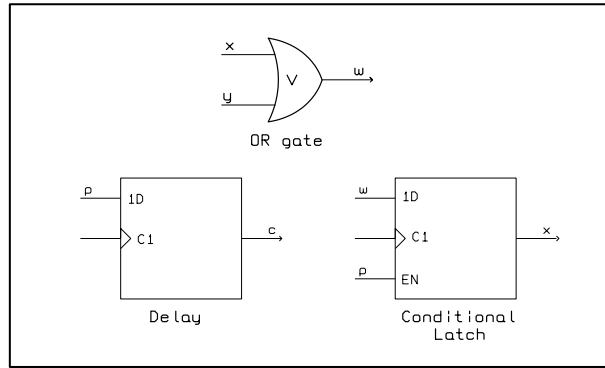 x
y
V
w
OR gate
p
1D
C1
c
Delay
w
1D
C1
p
EN
x
Conditional
Latch